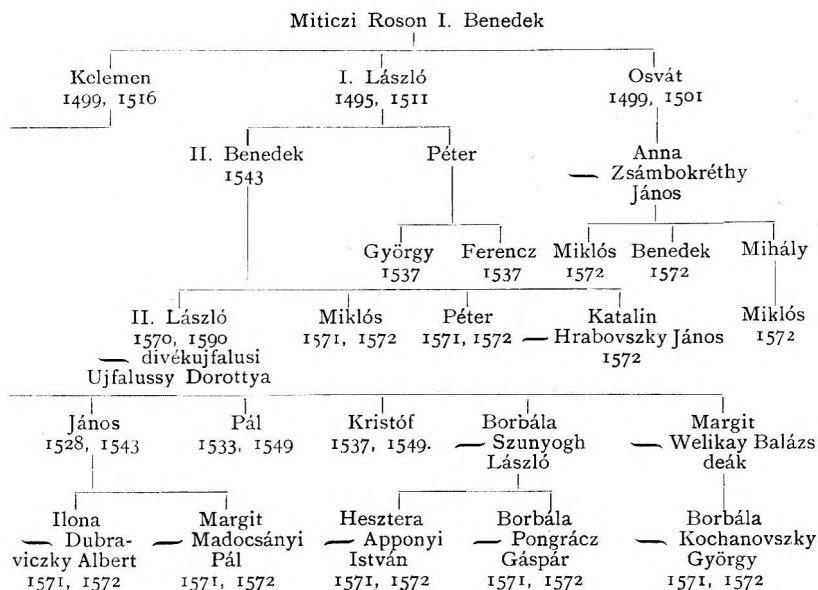 Miticzi Roson I. Benedek
Kelemen I. László Osvát
1499, 1516 1495, 1511 1499, 1501
II. Benedek Péter Anna
1543 Zsámbokréthy
János
György Ferencz Miklós Benedek Mihály
1537 1537 1572 1572
II. László Miklós Péter Katalin Miklós
1570, 1590 1571, 1572 1571, 1572 Hrabovszky János 1572
divékujfalusi 1572
Ujfalussy Dorottya
János Pál Kristóf Borbála Margit
1528, 1543 1533, 1549 1537, 1549. Szunyogh Welikay Balázs
László deák
Ilona Margit Hesztera Borbála Borbála
Dubra- Madocsányi Apponyi Pongrácz Kochanovszky
viczky Albert Pál István Gáspár György
1571, 1572 1571, 1572 1571, 1572 1571, 1572 1571, 1572